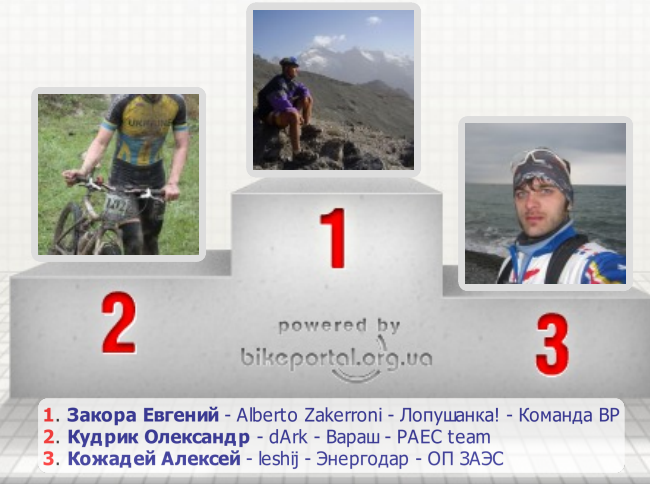 UKRAINE
1
2
3
powered by
bikeportal.org.ua
1. Закора Евгений - Alberto Zakerroni - Лопушанка! - Команда ВР
2. Кудрик Олександр - dArk - Вараш - РАЕС team
3. Кожадей Алексей - leshij - Энергодар - ОП ЗАЭС